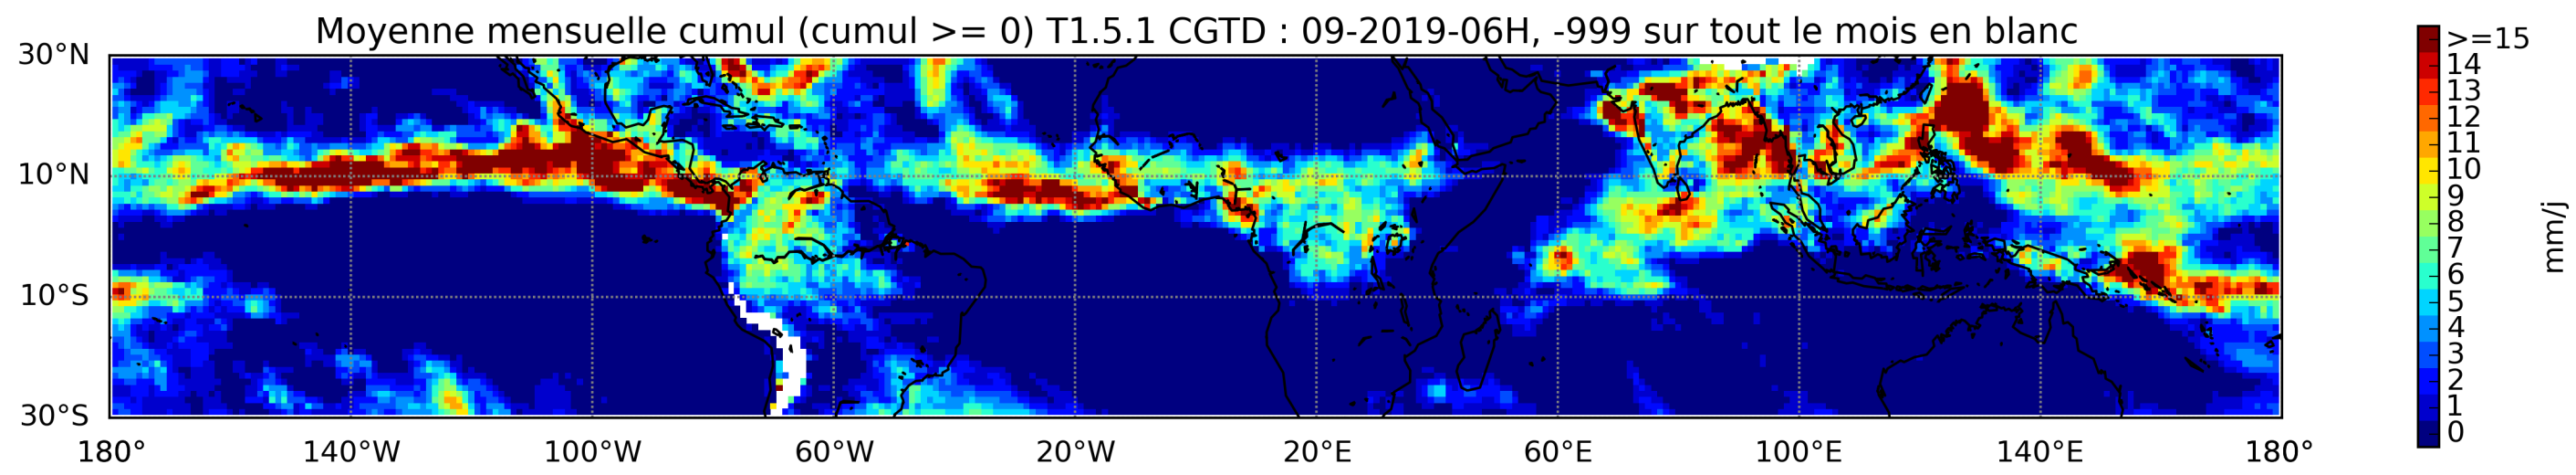 Moyenne mensuelle cumul (cumul >= 0) T1.5.1 CGTD : 09-2019-06H, -999 sur tout le mois en blanc
30°N
10°N
10°S
30°S
180° 140°W 100°W 60°W 20°W 20°E 60°E 100°E 140°E 180°
>=15
14
13
12
11
10
9
8
7
6
5
4
3
2
1
0
mm/j